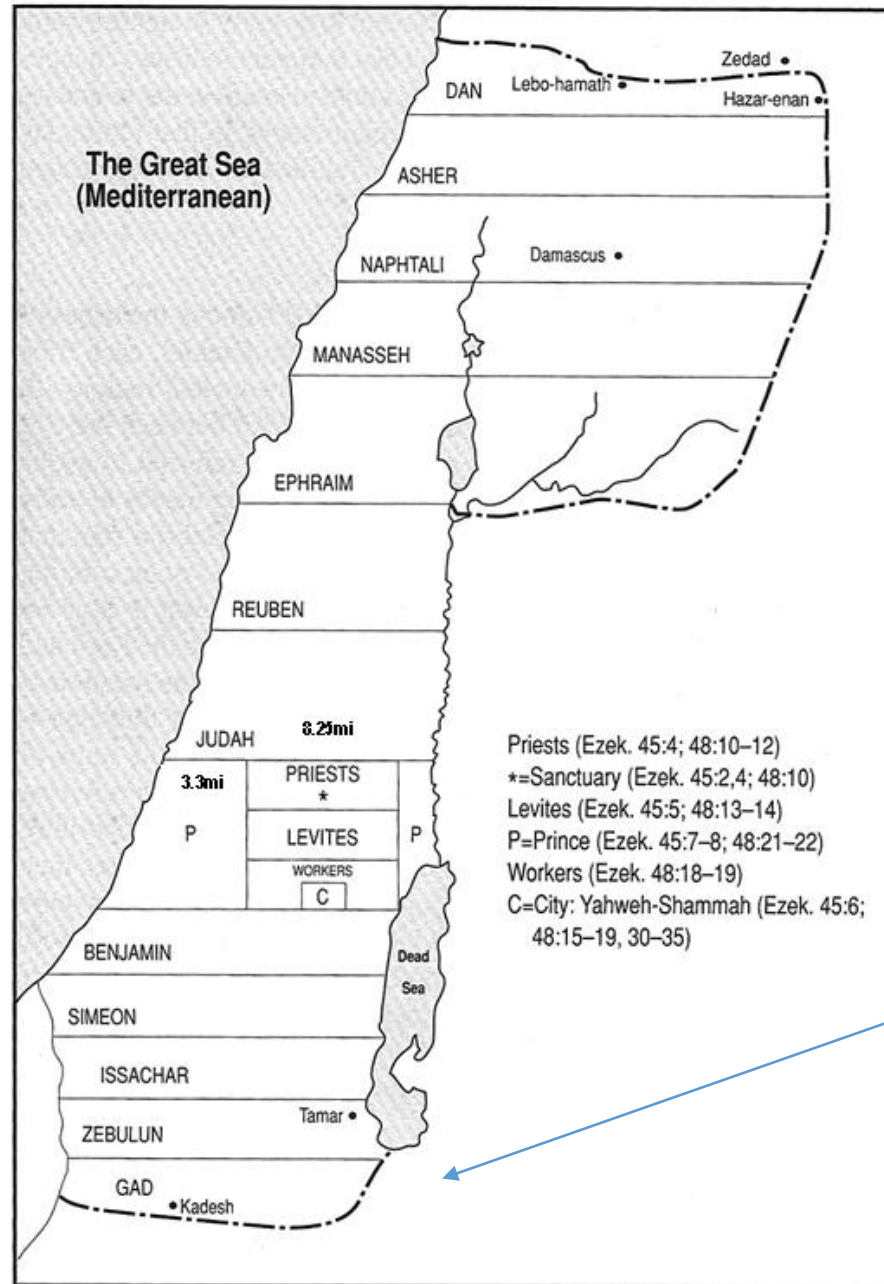 Zedad
Lebo-hamath
DAN
Hazar-enan
The Great Sea
(Mediterranean)
ASHER
NAPHTALI
Damascus
MANASSEH
EPHRAIM
REUBEN
8.25mi
JUDAH
3.3mi
PRIESTS
*
P
LEVITES
P
WORKERS
C
BENJAMIN
Dead
Sea
SIMEON
ISSACHAR
Tamar
ZEBULUN
GAD
Kadesh
Priests (Ezek. 45:4; 48:10–12)
*=Sanctuary (Ezek. 45:2,4; 48:10)
Levites (Ezek. 45:5; 48:13–14)
P=Prince (Ezek. 45:7–8; 48:21–22)
Workers (Ezek. 48:18–19)
C=City: Yahweh-Shammah (Ezek. 45:6;
48:15–19, 30–35)